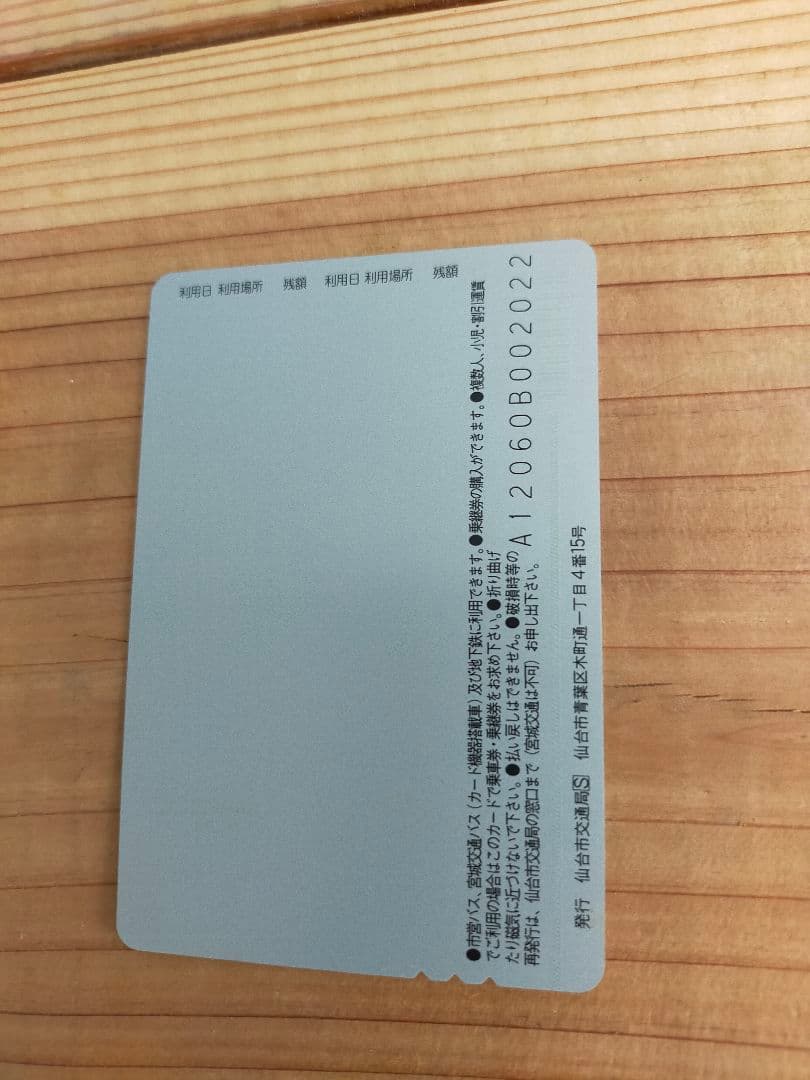 利用日 利用場所 残額 利用日 利用場所 残額
●市営バス、宮城交通バス(カード機器搭載車)及び地下鉄に利用できます。●乗継券の購入ができます。●複数人、小児・割引運賃
でご利用の場合はこのカードで乗車券・乗継券をお求め下さい。●折り曲げ
たり磁気に近づけないで下さい。●払い戻しはできません。●破損時等の
再発行は、仙台市交通局の窓口まで(宮城交通は不可)お申し出下さい。
A12060B002022
発行 仙台市交通局S 仙台市青葉区木町通一丁目4番15号